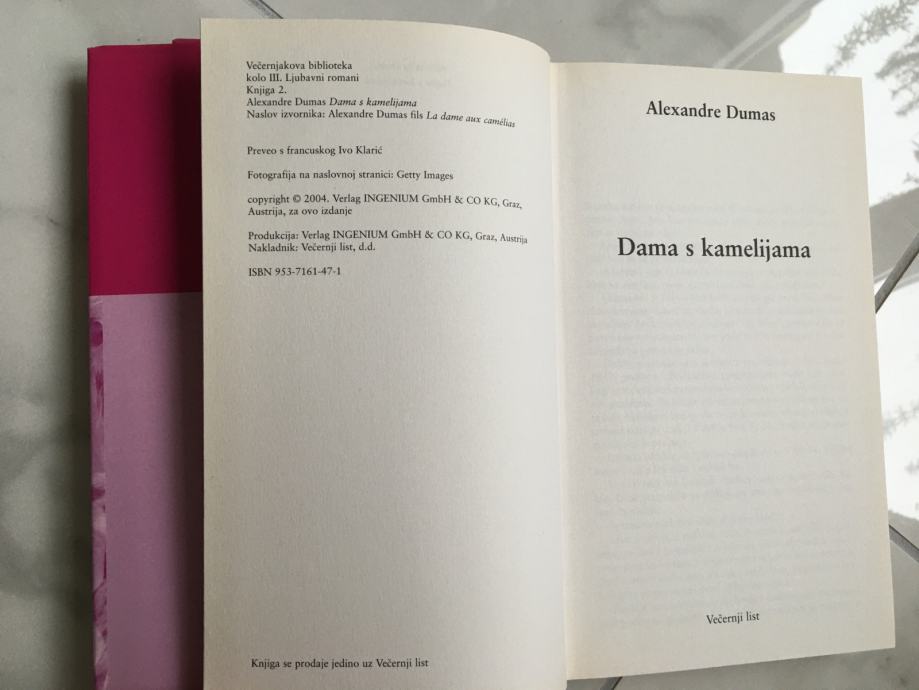 Večernjakova biblioteka
kolo III. Ljubavni romani
Knjiga 2.
Alexandre Dumas Dama s kamelijama
Naslov izvornika: Alexandre Dumas fils La dame aux camélias
Preveo s francuskog Ivo Klarić
Fotografija na naslovnoj stranici: Getty Images
copyright © 2004. Verlag INGENIUM GmbH & CO KG, Graz,
Austrija, za ovo izdanje
Produkcija: Verlag INGENIUM GmbH & CO KG, Graz, Austrija
Nakladnik: Večernji list, d.d.
ISBN 953-7161-47-1
Knjiga se prodaje jedino uz Večernji list
Alexandre Dumas
Dama s kamelijama
Večernji list